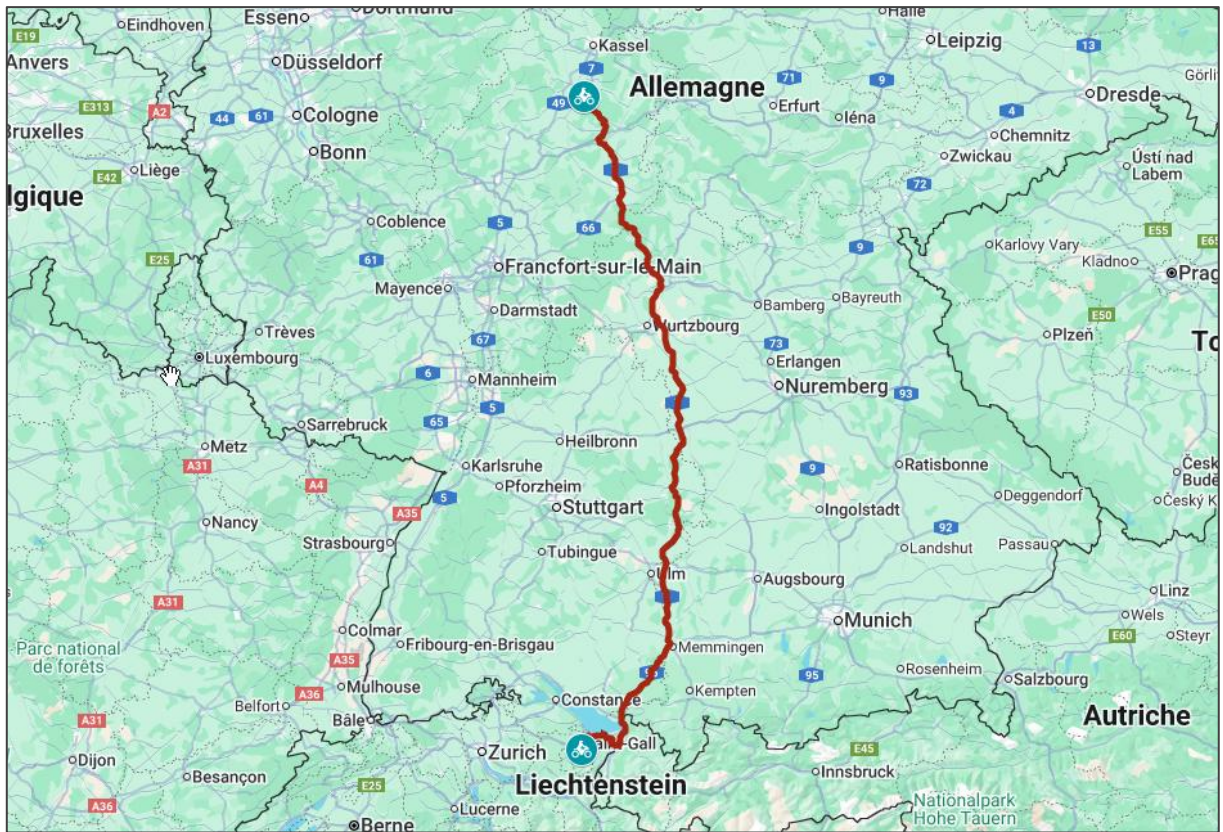 Eindhoven
Essen
Dortmund
Halle
E19
Düsseldorf
Kassel
Leipzig
13
Anvers
7
Allemagne
71
9
Görli
E313
A2
49
Erfurt
Iéna
Dresde
Bruxelles
44
61
Cologne
4
Chemnitz
Bonn
Zwickau
Ústí nad
Labem
E42
Liège
72
lgique
Coblence
5
66
9
E55
E65
Karlovy Vary
E25
61
Francfort-sur-le-Main
Kladno
Prag
Mayence
Darmstadt
Bamberg
Bayreuth
E50
Trèves
Wurtzbourg
Plzeň
To
67
73
Luxembourg
Erlangen
6
Mannheim
Nuremberg
93
5
65
Sarrebruck
Heilbronn
Metz
A31
Karlsruhe
9
Ratisbonne
Česk
Budě
A4
5
Pforzheim
Deggendorf
Český K
A35
Stuttgart
Ingolstadt
Nancy
92
Strasbourg
Tubingue
Landshut
Passau
Ulm
Augsbourg
Linz
A31
Munich
Wels
Colmar
Fribourg-en-Brisgau
E60
Steyr
Parc national
de forêts
A35
Memmingen
Rosenheim
95
Salzbourg
A36
Mulhouse
Constance
Kempten
Belfort
A31
Bâle
Autriche
Dijon
Zurich
Saint-Gall
E45
Besançon
Liechtenstein
Innsbruck
E25
A36
Lucerne
Nationalpark
Hohe Tauern
Berne